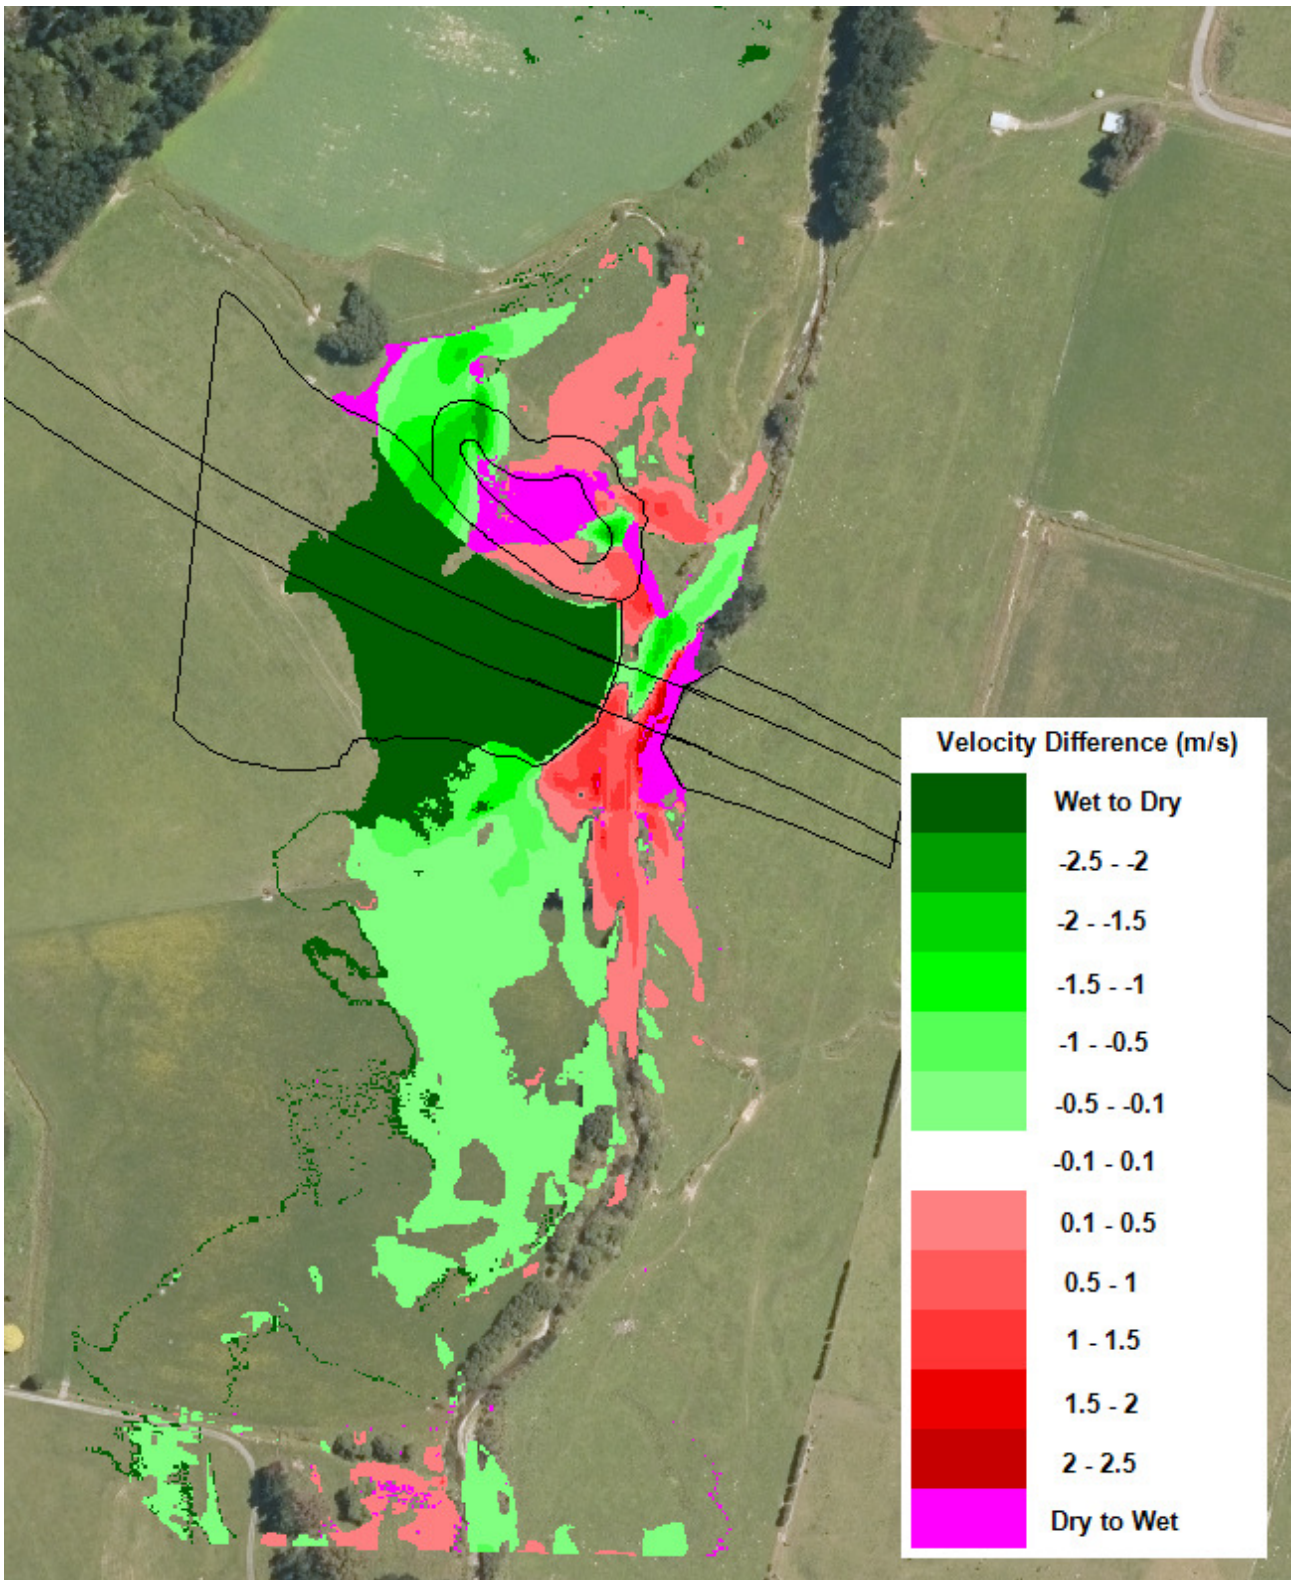 Velocity Difference (m/s)
Wet to Dry
-2.5 - -2
-2 - -1.5
-1.5 - -1
-1 - -0.5
-0.5 - -0.1
-0.1 - 0.1
0.1 - 0.5
0.5 - 1
1 - 1.5
1.5 - 2
2 - 2.5
Dry to Wet